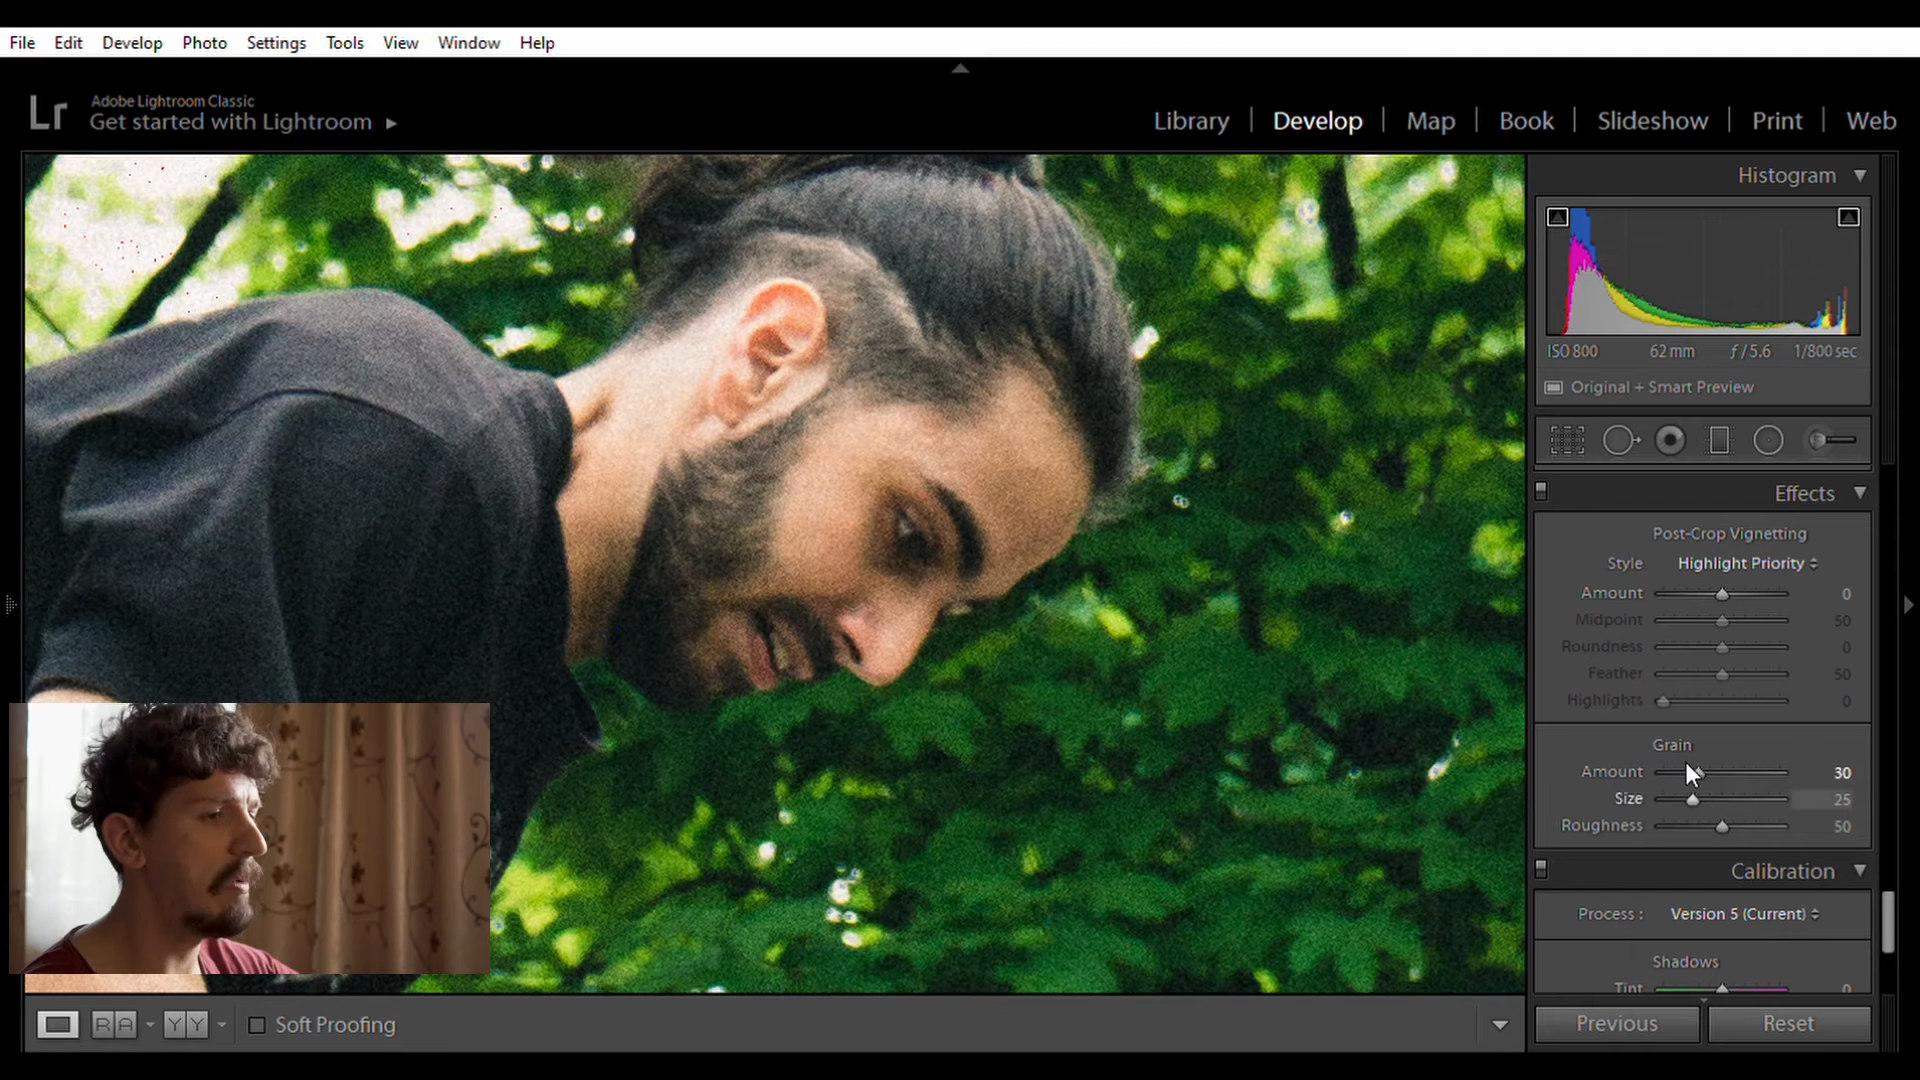 File Edit Develop Photo Settings Tools View Window Help
Lr
Adobe Lightroom Classic
Get started with Lightroom
Library Develop Map Book Slideshow Print Web
Histogram
ISO 800 62 mm ƒ / 5.6 1/800 sec
Original + Smart Preview
Effects
Post-Crop Vignetting
Style Highlight Priority
Amount 0
Midpoint 50
Roundness 0
Feather 50
Highlights 0
Grain
Amount 30
Size 25
Roughness 50
Calibration
Process : Version 5 (Current)
Shadows
Tint 0
Previous Reset
R A Y Y Soft Proofing